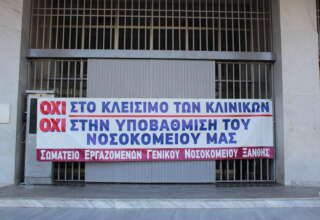 ΟΧΙ ΣΤΟ ΚΛΕΙΣΙΜΟ ΤΩΝ ΚΛΙΝΙΚΩΝ
ΟΧΙ ΣΤΗΝ ΥΠΟΒΑΘΜΙΣΗ ΤΟΥ
ΝΟΣΟΚΟΜΕΙΟΥ ΜΑΣ
ΣΩΜΑΤΕΙΟ ΕΡΓΑΖΟΜΕΝΩΝ ΓΕΝΙΚΟΥ ΝΟΣΟΚΟΜΕΙΟΥ ΞΑΝΘΗΣ